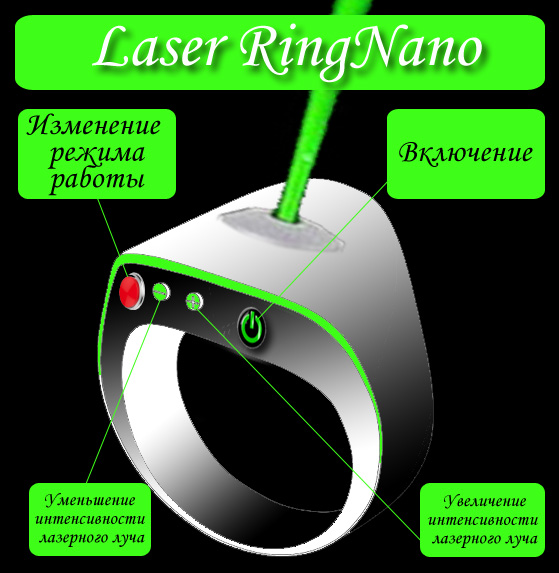 Laser RingNano
Изменение
режима
работы
Включение
Уменьшение
интенсивности
лазерного луча
Увеличение
интенсивности
лазерного луча